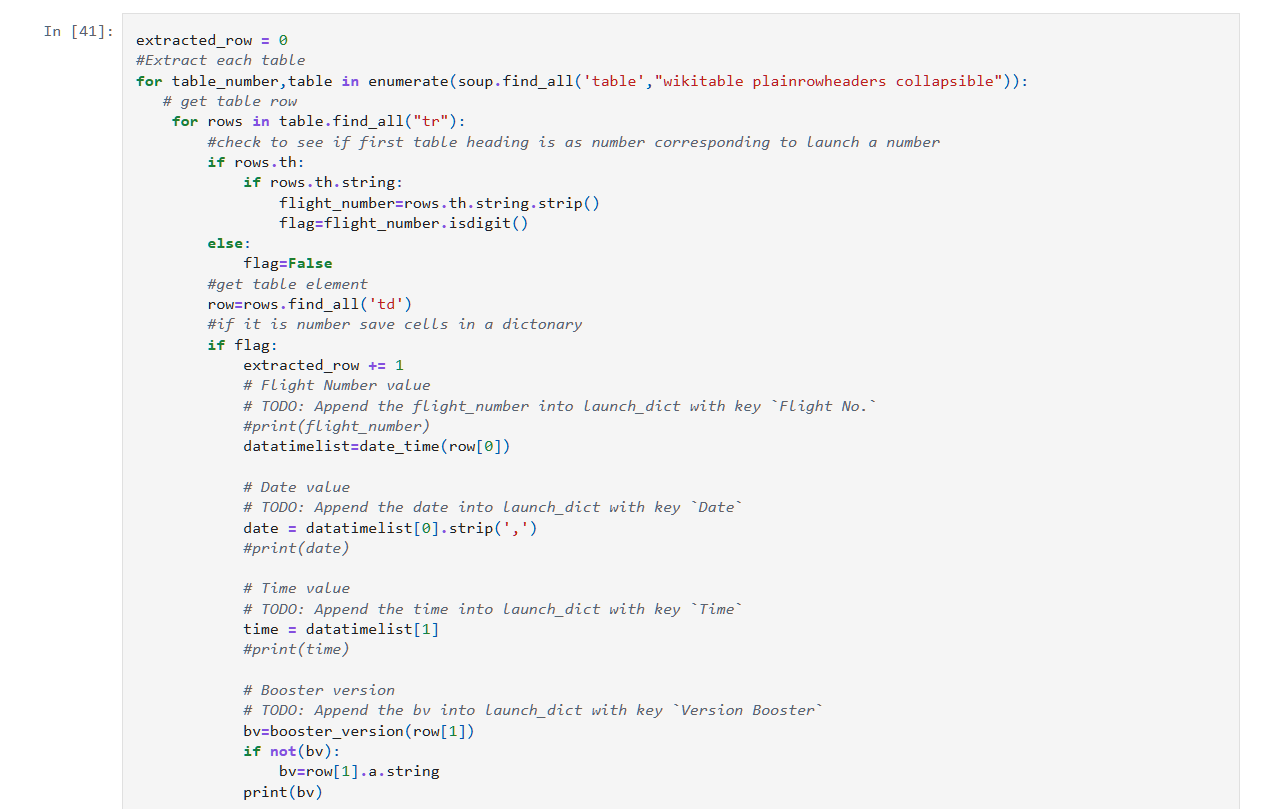 In [41]:
extracted_row = 0
#Extract each table
for table_number,table in enumerate(soup.find_all('table',"wikitable plainrowheaders collapsible")):
   # get table row
    for rows in table.find_all("tr"):
        #check to see if first table heading is as number corresponding to launch a number
        if rows.th:
            if rows.th.string:
                flight_number=rows.th.string.strip()
                flag=flight_number.isdigit()
        else:
            flag=False
        #get table element
        row=rows.find_all('td')
        #if it is number save cells in a dictonary
        if flag:
            extracted_row += 1
            # Flight Number value
            # TODO: Append the flight_number into launch_dict with key `Flight No.`
            #print(flight_number)
            datatimelist=date_time(row[0])

            # Date value
            # TODO: Append the date into launch_dict with key `Date`
            date = datatimelist[0].strip(',')
            #print(date)

            # Time value
            # TODO: Append the time into launch_dict with key `Time`
            time = datatimelist[1]
            #print(time)

            # Booster version
            # TODO: Append the bv into launch_dict with key `Version Booster`
            bv=booster_version(row[1])
            if not(bv):
                bv=row[1].a.string
            print(bv)